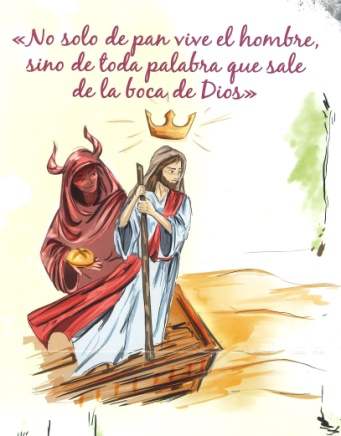 «No solo de pan vive el hombre,
sino de toda palabra que sale
de la boca de Dios»